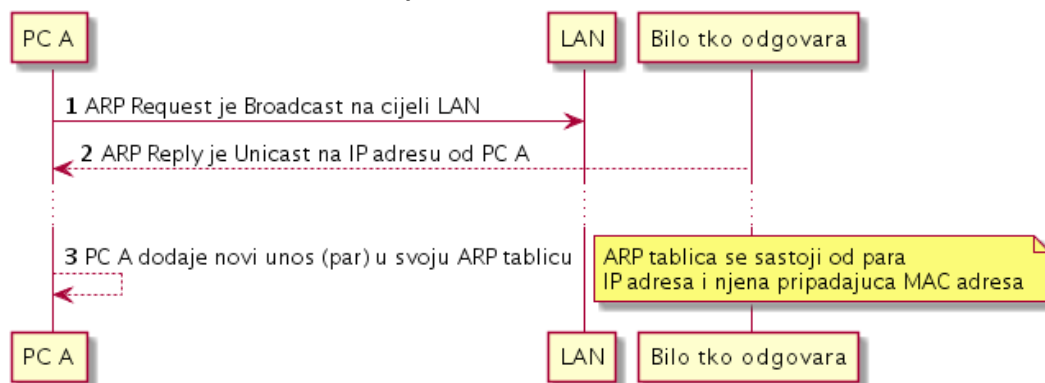 PC A
LAN
Bilo tko odgovara
1 ARP Request je Broadcast na cijeli LAN
2 ARP Reply je Unicast na IP adresu od PC A
3 PC A dodaje novi unos (par) u svoju ARP tablicu
ARP tablica se sastoji od para
IP adresa i njena pripadajuca MAC adresa
PC A
LAN
Bilo tko odgovara